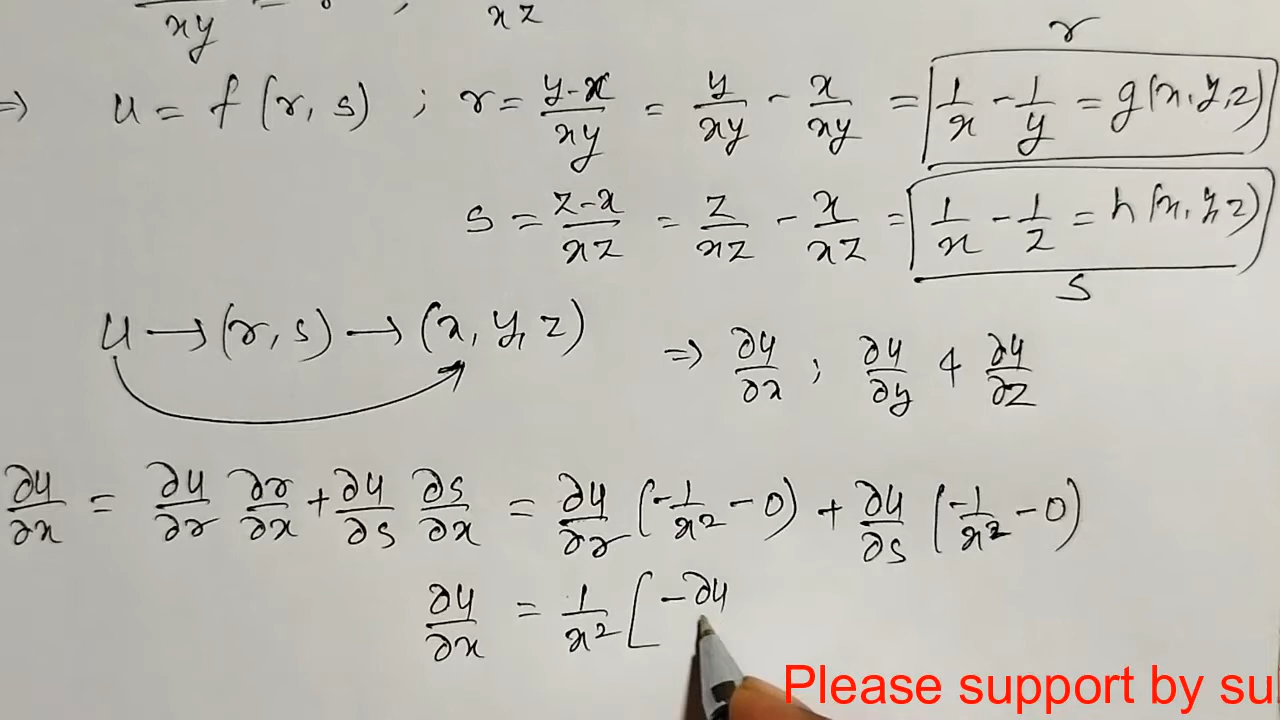 xy = ; xz
r
⇒ u = f(r, s) ; r = y-x/xy = y/xy - x/xy = 1/x - 1/y = g(x, y, z)
s = z-x/xz = z/xz - x/xz = 1/x - 1/z = h(x, y, z)
s
u → (r, s) → (x, y, z) ⇒ ∂u/∂x ; ∂u/∂y & ∂u/∂z
∂u/∂x = ∂u/∂r ∂r/∂x + ∂u/∂s ∂s/∂x = ∂u/∂r (-1/x² - 0) + ∂u/∂s (-1/x² - 0)
∂u/∂x = 1/x² [ -∂u
Please support by su